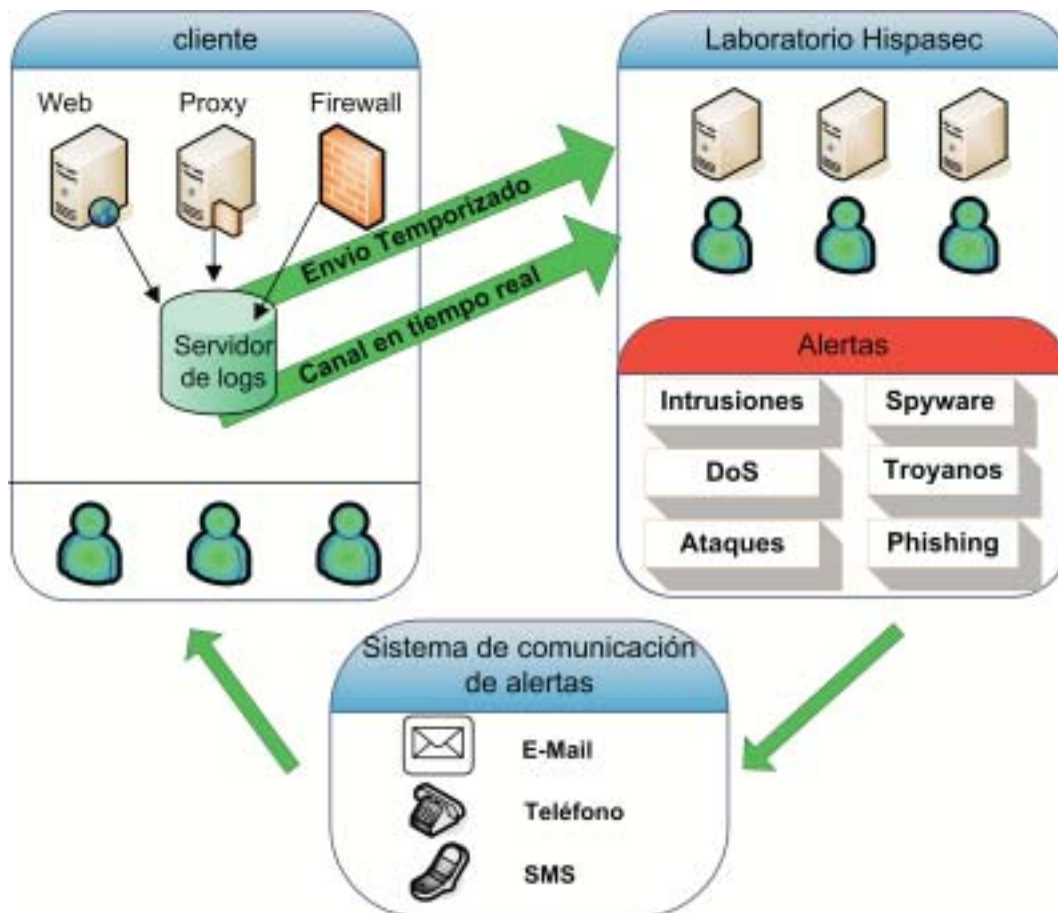 cliente
Web
Proxy
Firewall
Servidor
de logs
Envio Temporizado
Canal en tiempo real
Laboratorio Hispasec
Alertas
Intrusiones
Spyware
DoS
Troyanos
Ataques
Phishing
Sistema de comunicación
de alertas
E-Mail
Teléfono
SMS